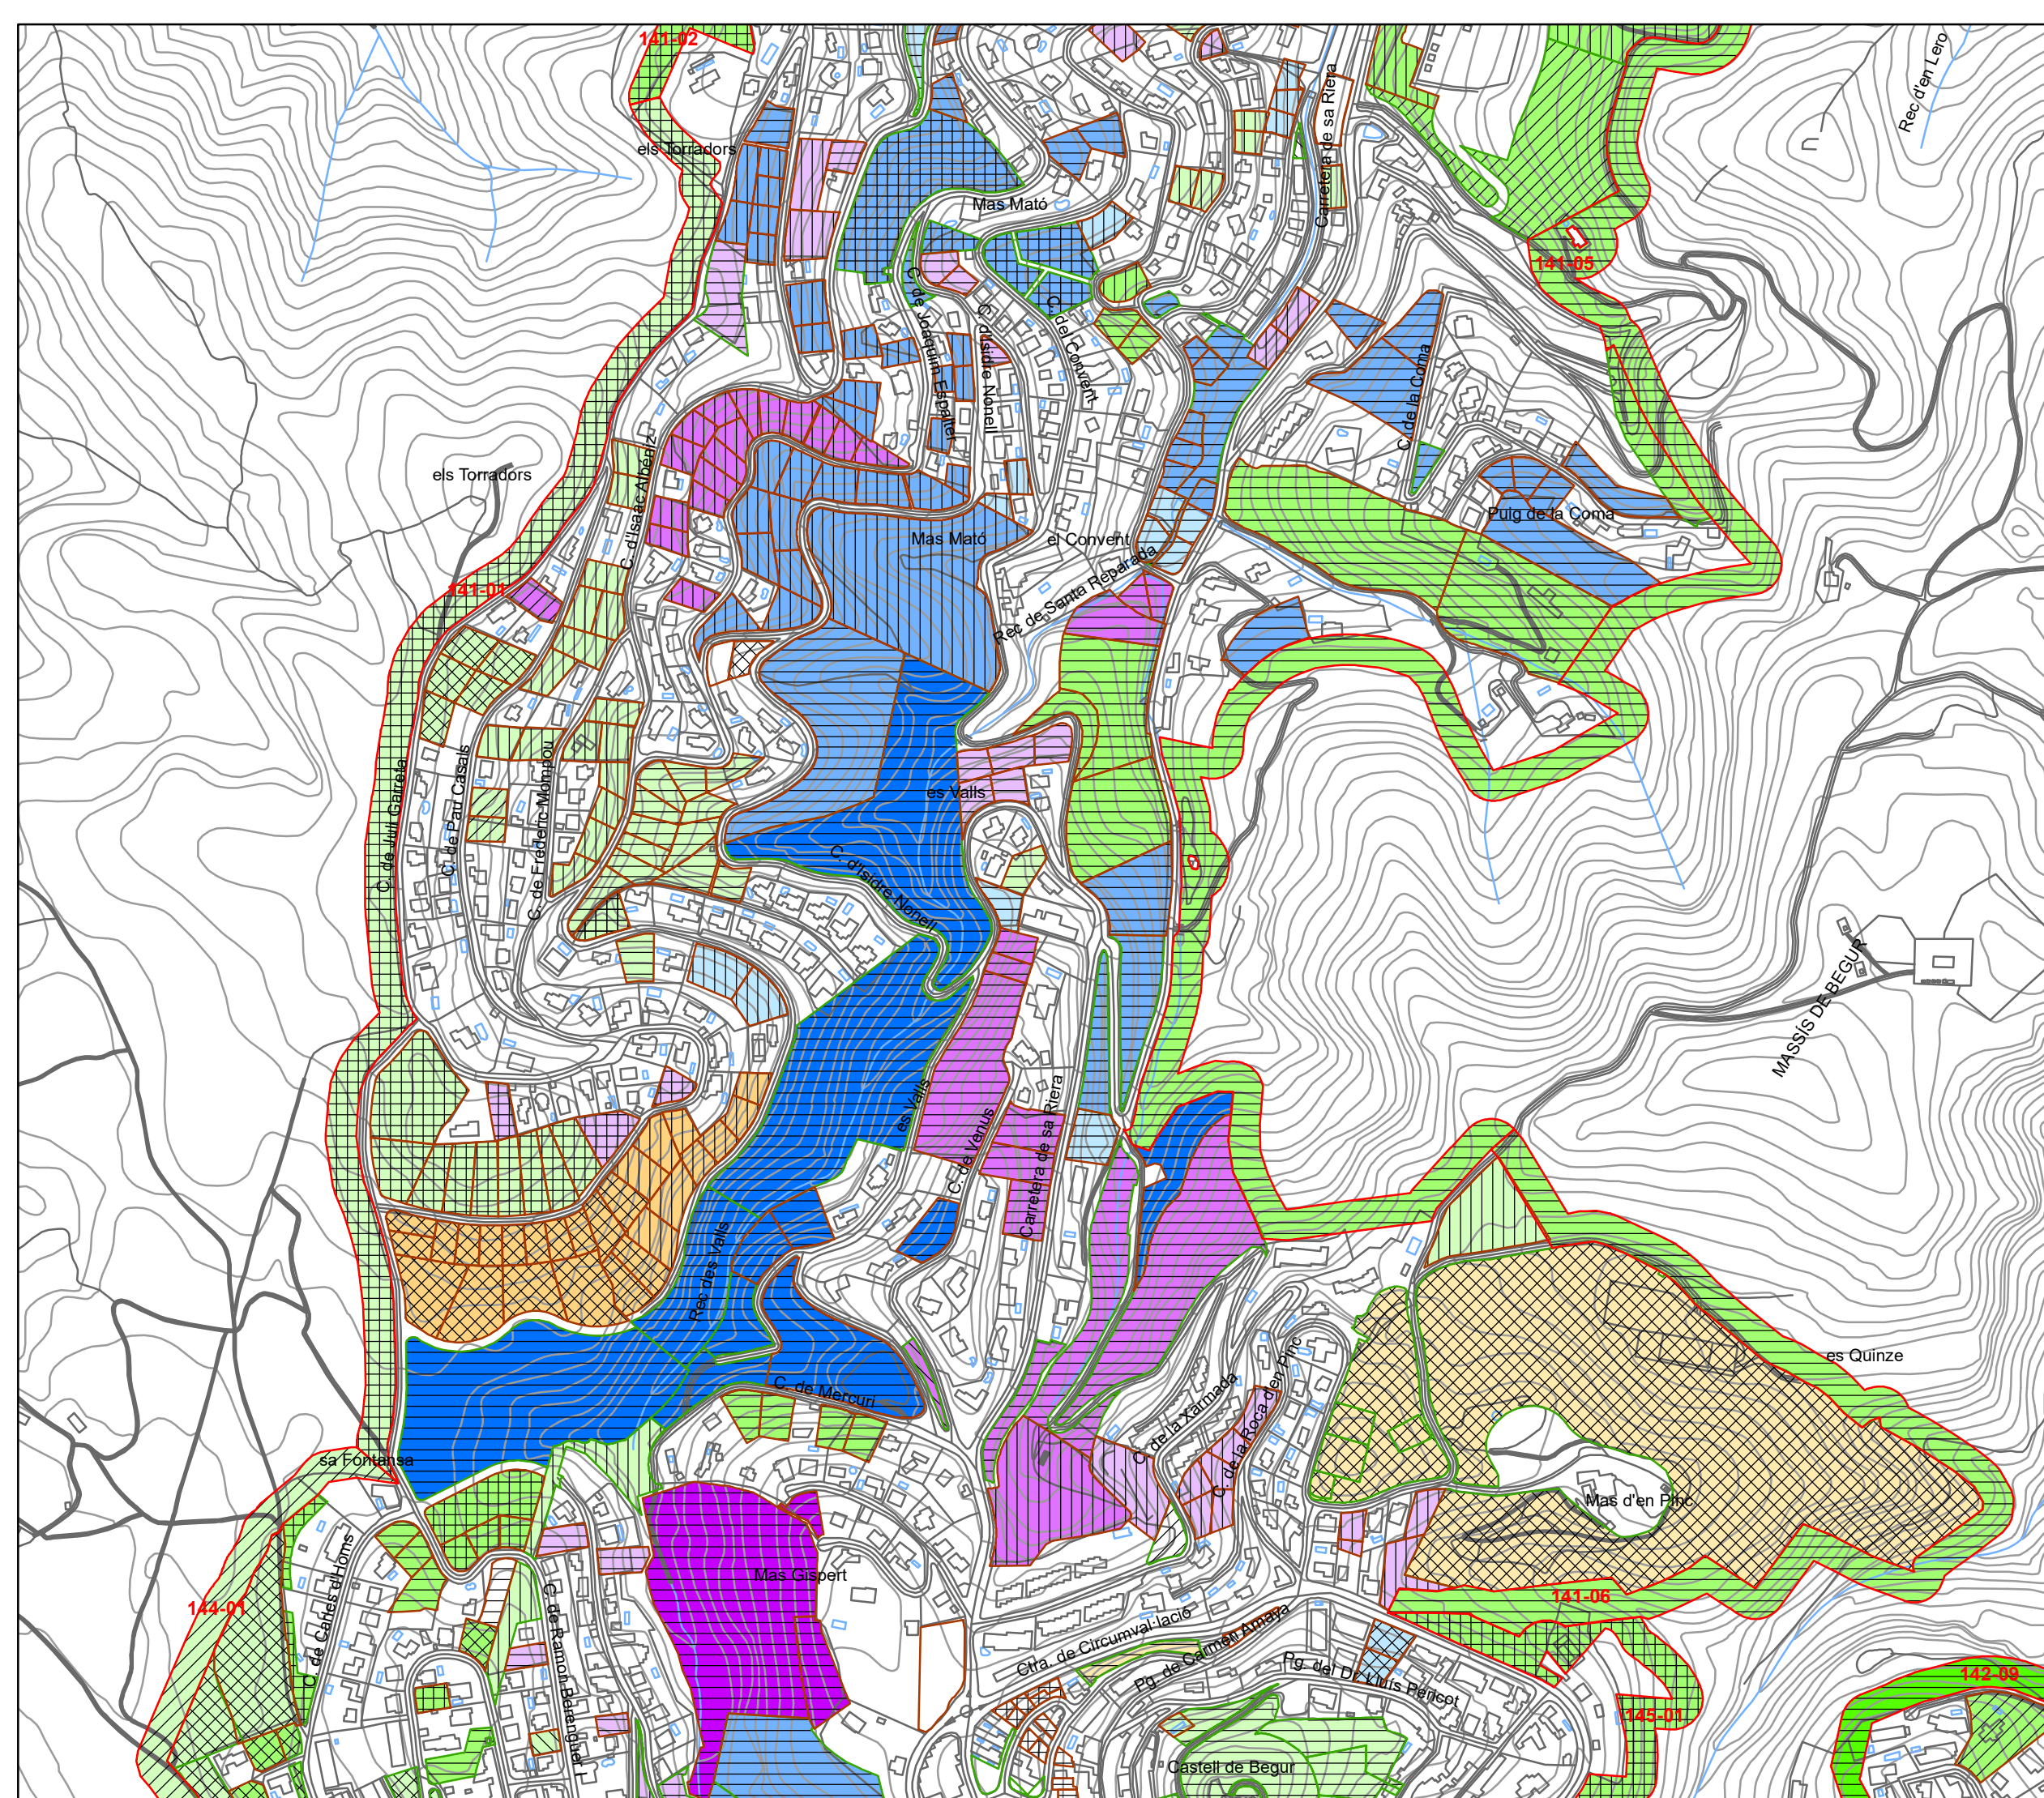 141-02
Rec d'en Lero
Carretera de sa Riera
els Torradors
Mas Mató
141-05
C. de Joaquim Espalter
C. d'Isidre Nonell
C. del Convent
C. de la Coma
C. d'Isaac Albeniz
els Torradors
Puig de la Coma
Mas Mató
el Convent
Rec de Santa Reparada
141-01
C. de Juli Garreta
C. de Pau Casals
C. de Frederic Mompou
es Valls
C. d'Isidre Nonell
MASSÍS DE BEGUR
es Valls
C. de Venus
Carretera de sa Riera
Rec des Valls
es Quinze
C. de Mercuri
C. de la Xarmada
C. de la Roca d'en Pinc
sa Fontansa
Mas d'en Pinc
Mas Gispert
141-06
144-01
C. de Carles d'Homs
C. de Ramon Berenguer I
Ctra. de Circumval·lació
Pg. de Carmen Amaya
Pg. del Dr. Lluís Pericot
142-09
145-01
Castell de Begur